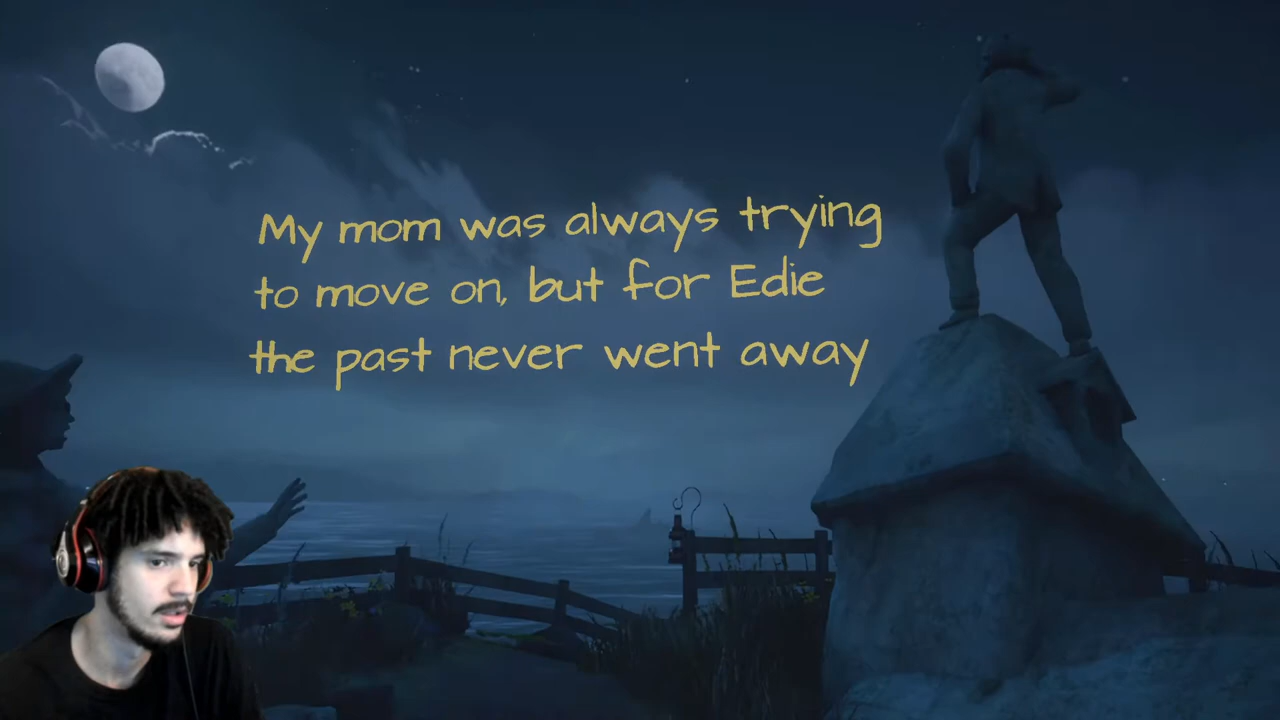 My mom was always trying
to move on, but for Edie
the past never went away